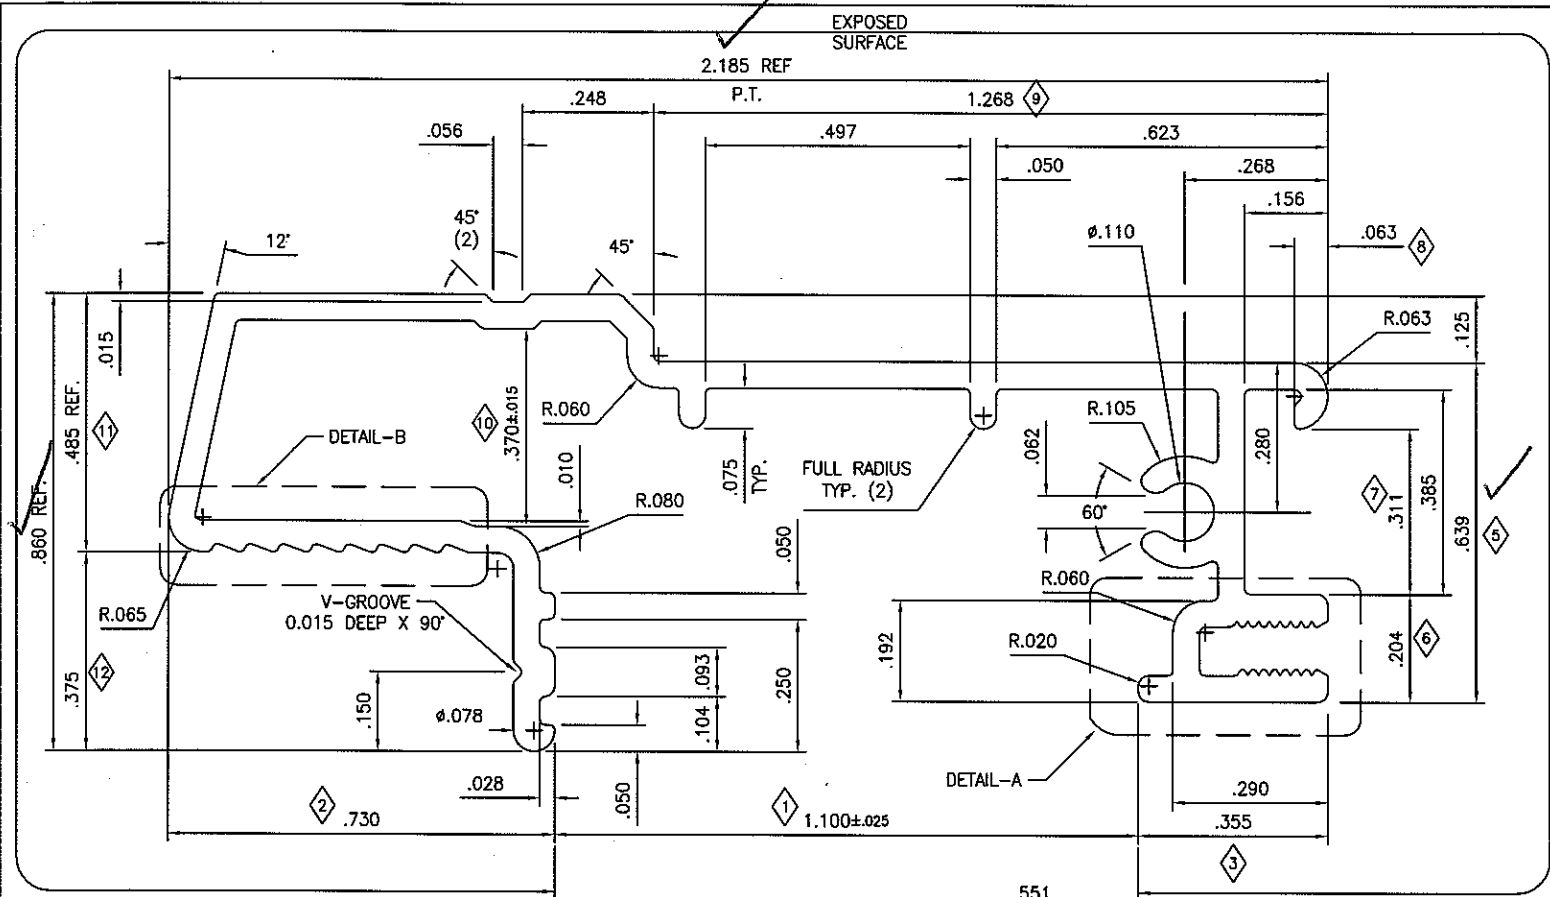 EXPOSED
SURFACE
2.185 REF
P.T.
.248
1.268 9
.056
.497
.623
.050
.268
.156
45°
(2)
12°
45°
ø.110
.063 8
R.063
.125
.015
.485 REF.
11
.860 REF.
DETAIL-B
10
.370±.015
R.060
.010
.075
TYP.
FULL RADIUS
TYP. (2)
R.105
.062
60°
.280
7
.311
.385
.639
5
R.080
.050
R.065
V-GROOVE
0.015 DEEP X 90°
R.060
R.020
.192
.204
6
.375
12
.150
ø.078
.093
.104
.250
.028
.050
DETAIL-A
.290
2
.730
1
1.100±.025
.355
3
.551